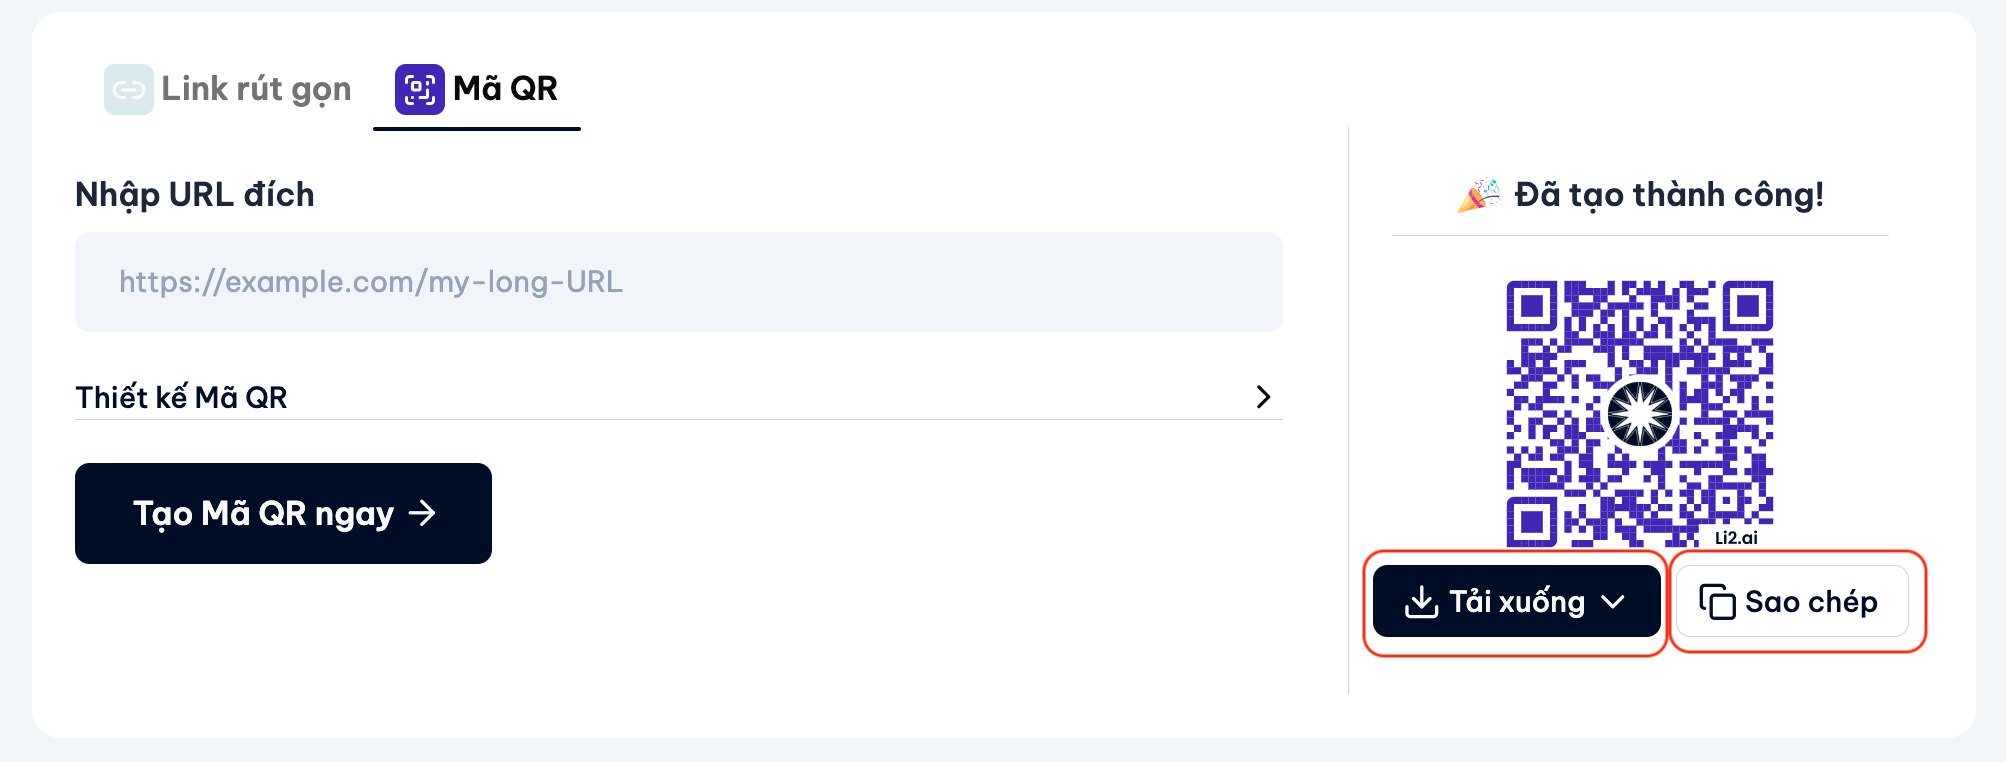 Link rút gọn
Mã QR
Nhập URL đích
https://example.com/my-long-URL
Thiết kế Mã QR
Tạo Mã QR ngay
Đã tạo thành công!
Li2.ai
Tải xuống
Sao chép